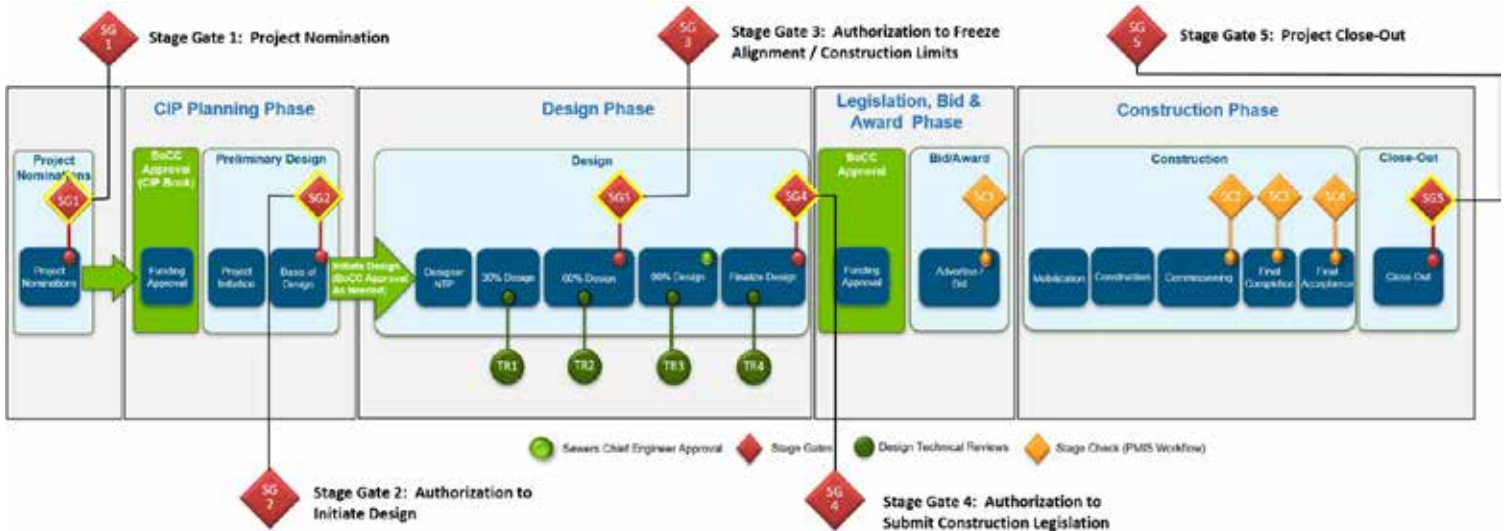 SG
1
Stage Gate 1: Project Nomination
SG
3
Stage Gate 3: Authorization to Freeze
Alignment / Construction Limits
SG
5
Stage Gate 5: Project Close-Out
CIP Planning Phase
Design Phase
Legislation, Bid &
Award Phase
Construction Phase
Project
Nominations
SG1
Project
Nominations
BoCC
Approval
(CIP Book)
Funding
Approval
Preliminary Design
SG2
Project
Initiation
Basis of
Design
Initiate Design
(BoCC Approval
As Needed)
Design
SG3
SG4
Designer
NTP
30% Design
60% Design
90% Design
Finalize Design
TR1
TR2
TR3
TR4
BoCC
Approval
Funding
Approval
Bid/Award
SC1
Advertise /
Bid
Construction
SC2
SC3
SC4
Mobilization
Construction
Commissioning
Final
Completion
Final
Acceptance
Close-Out
SG5
Close-Out
Sewers Chief Engineer Approval
Stage Gates
Design Technical Reviews
Stage Check (PMIS Workflow)
SG
2
Stage Gate 2: Authorization to
Initiate Design
SG
4
Stage Gate 4: Authorization to
Submit Construction Legislation